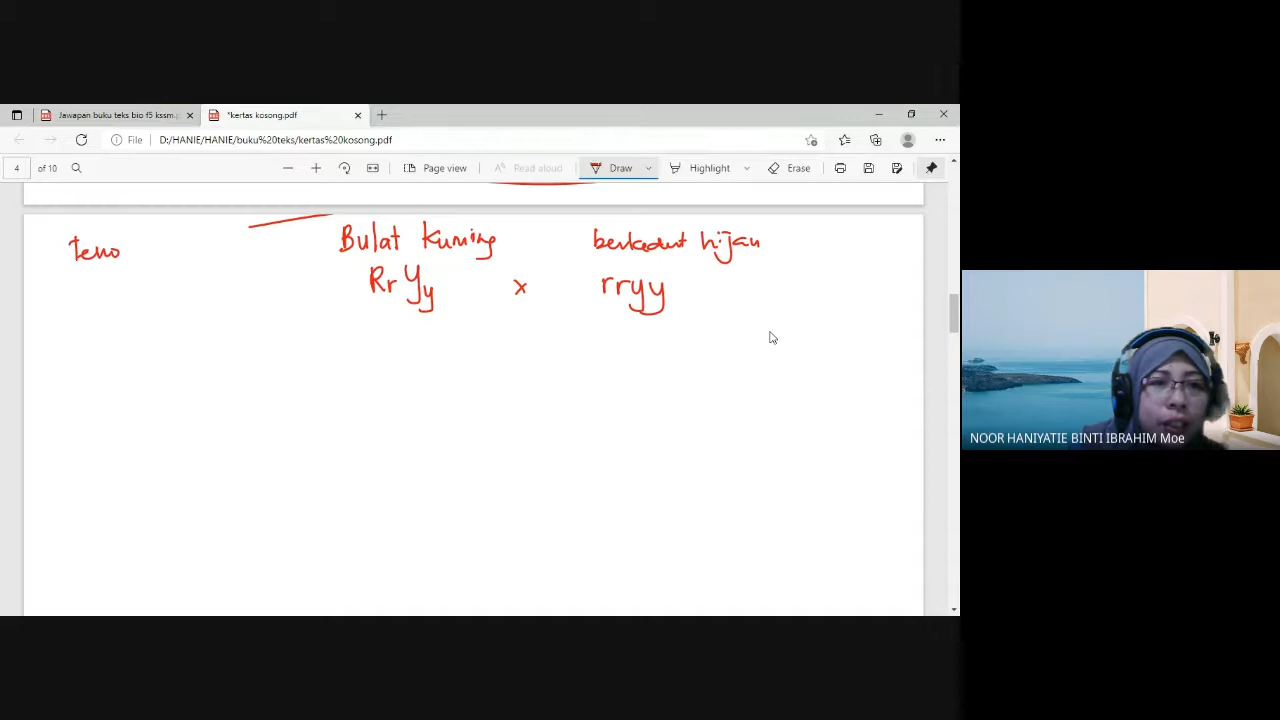 Jawapan buku teks bio f5 kssm.p
*kertas kosong.pdf
File D:/HANIE/HANIE/buku%20teks/kertas%20kosong.pdf
4 of 10 Page view Read aloud Draw Highlight Erase
Bulat Kuning berkedut hijau
RrYy x rryy
NOOR HANIYATIE BINTI IBRAHIM Moe